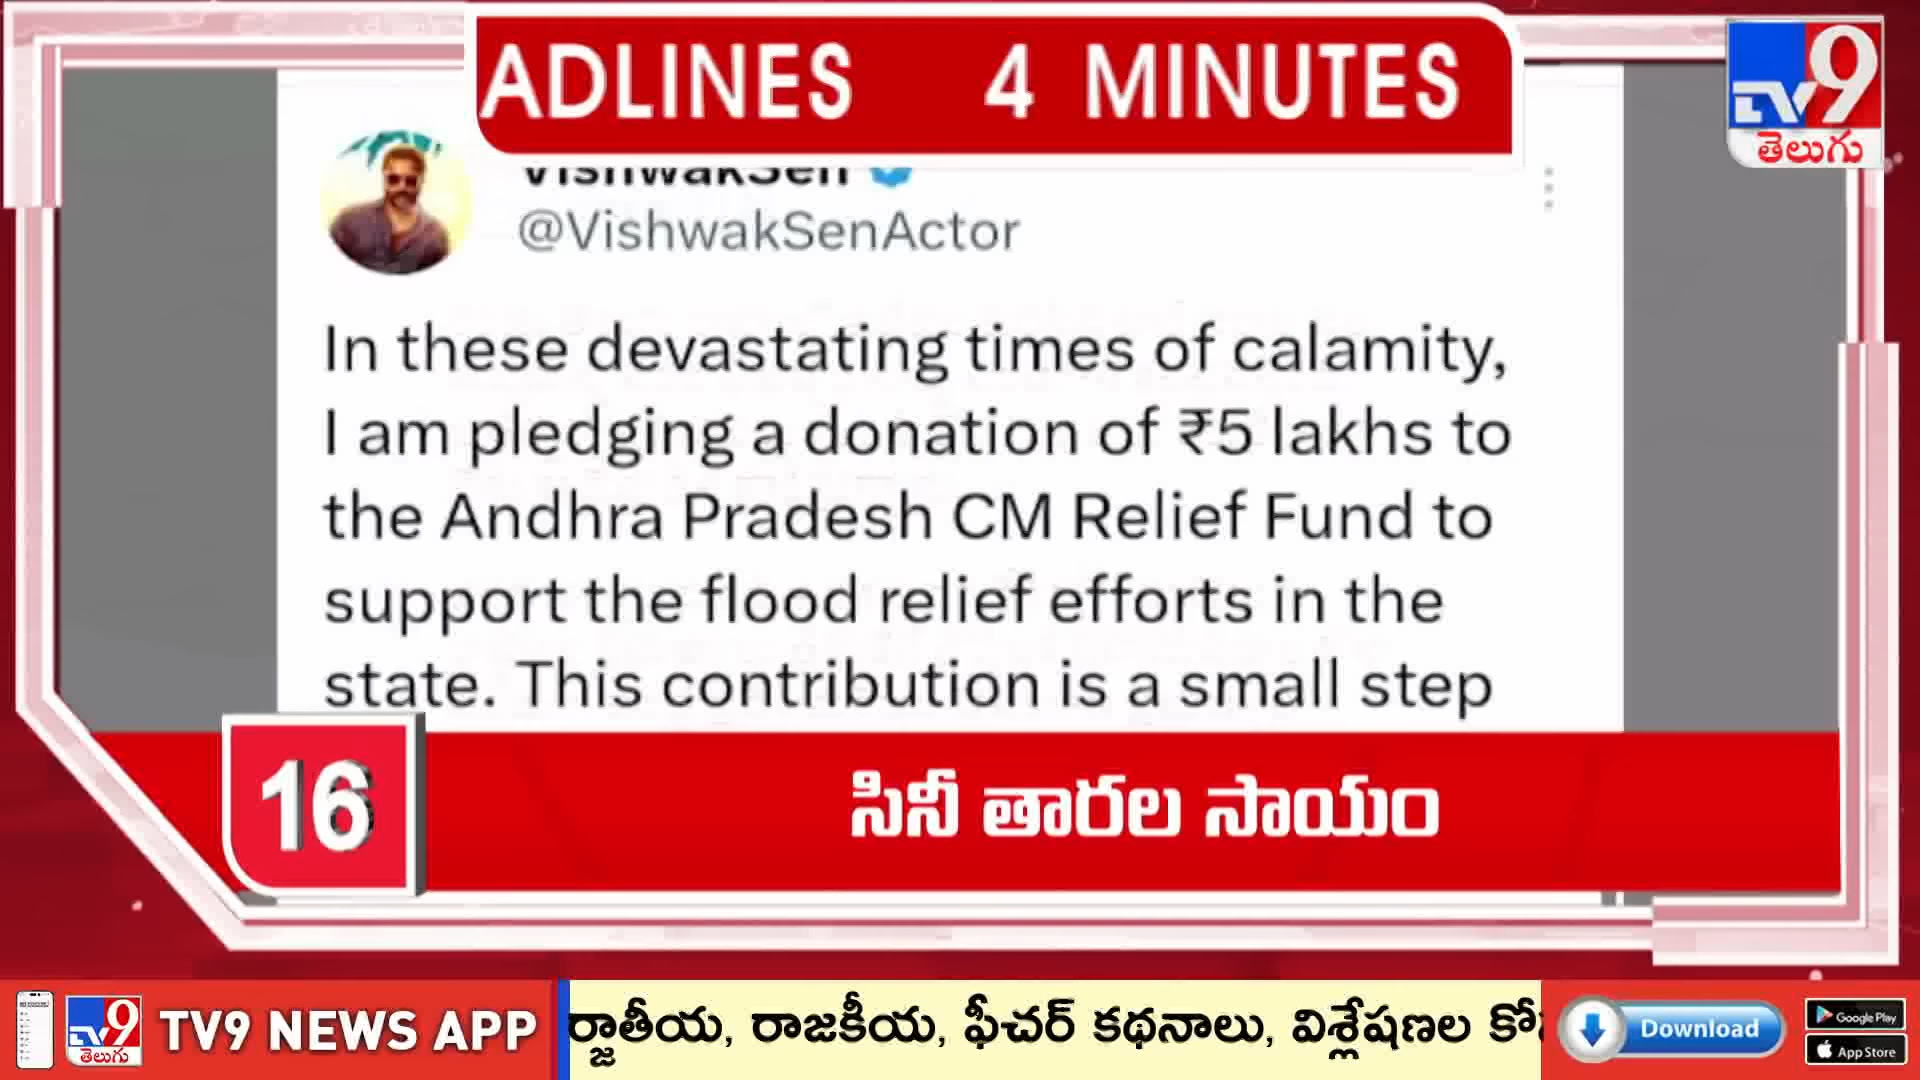 ADLINES 4 MINUTES
TV9
తెలుగు
VishwakSen
@VishwakSenActor
In these devastating times of calamity,
I am pledging a donation of ₹5 lakhs to
the Andhra Pradesh CM Relief Fund to
support the flood relief efforts in the
state. This contribution is a small step
16
సినీ తారల సాయం
TV9
తెలుగు
TV9 NEWS APP
ర్జాతీయ, రాజకీయ, ఫీచర్ కథనాలు, విశ్లేషణల
Download
Google Play
App Store